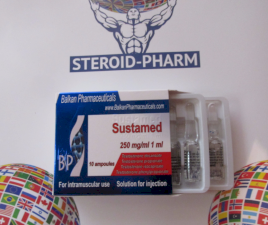 STEROID-PHARM
Balkan Pharmaceuticals
www.BalkanPharmaceuticals.com
Sustamed
250 mg/ml 1 ml
BP
10 ampoules
For intramuscular use
Solution for injection